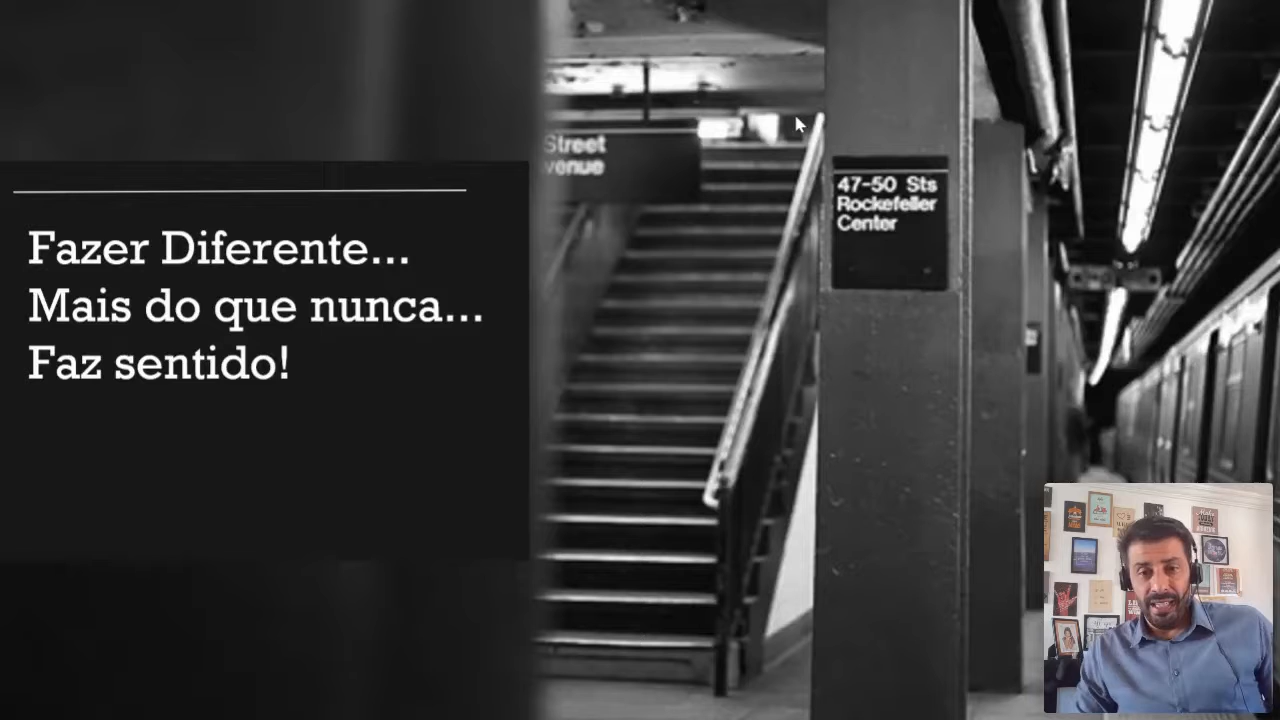 Fazer Diferente...
Mais do que nunca...
Faz sentido!
Street
venue
47-50 Sts
Rockefeller
Center